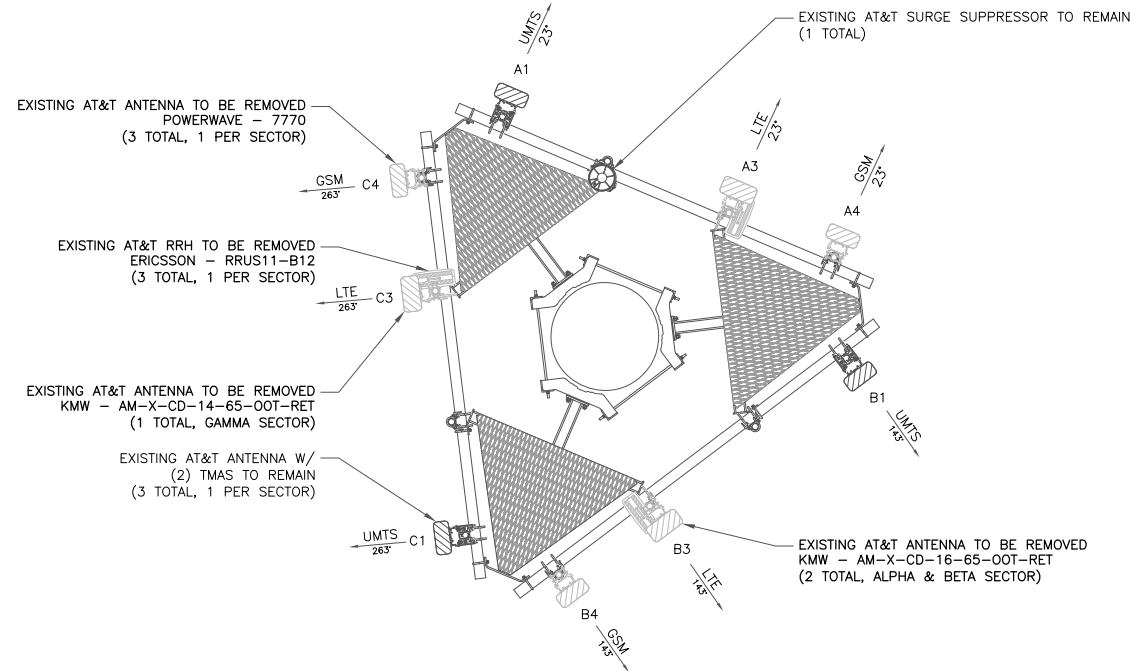 EXISTING AT&T SURGE SUPPRESSOR TO REMAIN
(1 TOTAL)
UMTS
23°
A1
EXISTING AT&T ANTENNA TO BE REMOVED
POWERWAVE - 7770
(3 TOTAL, 1 PER SECTOR)
LTE
23°
A3
GSM
23°
A4
GSM
263°
C4
EXISTING AT&T RRH TO BE REMOVED
ERICSSON - RRUS11-B12
(3 TOTAL, 1 PER SECTOR)
LTE
263°
C3
EXISTING AT&T ANTENNA TO BE REMOVED
KMW - AM-X-CD-14-65-OOT-RET
(1 TOTAL, GAMMA SECTOR)
B1
UMTS
143°
EXISTING AT&T ANTENNA W/
(2) TMAS TO REMAIN
(3 TOTAL, 1 PER SECTOR)
UMTS
263°
C1
B3
LTE
143°
EXISTING AT&T ANTENNA TO BE REMOVED
KMW - AM-X-CD-16-65-OOT-RET
(2 TOTAL, ALPHA & BETA SECTOR)
B4
GSM
143°